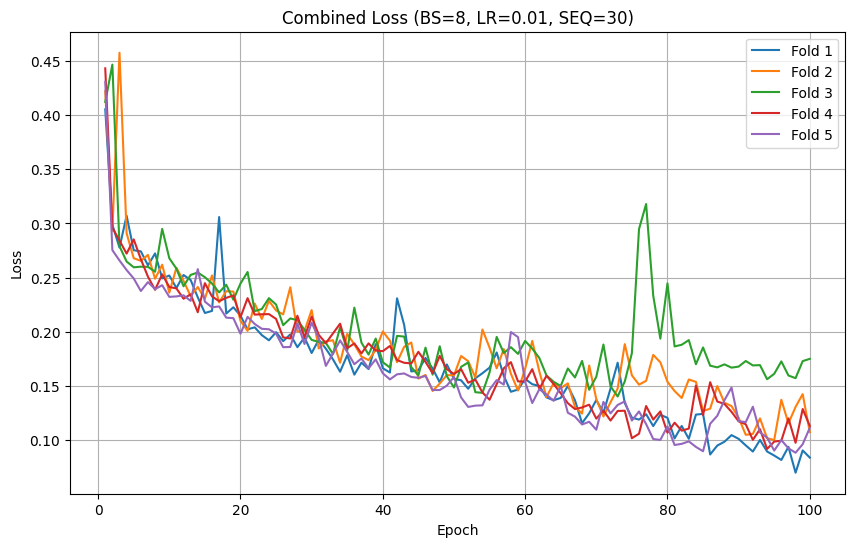 Combined Loss (BS=8, LR=0.01, SEQ=30)
Fold 1
Fold 2
Fold 3
Fold 4
Fold 5
0.45
0.40
0.35
0.30
0.25
0.20
0.15
0.10
Loss
0
20
40
60
80
100
Epoch